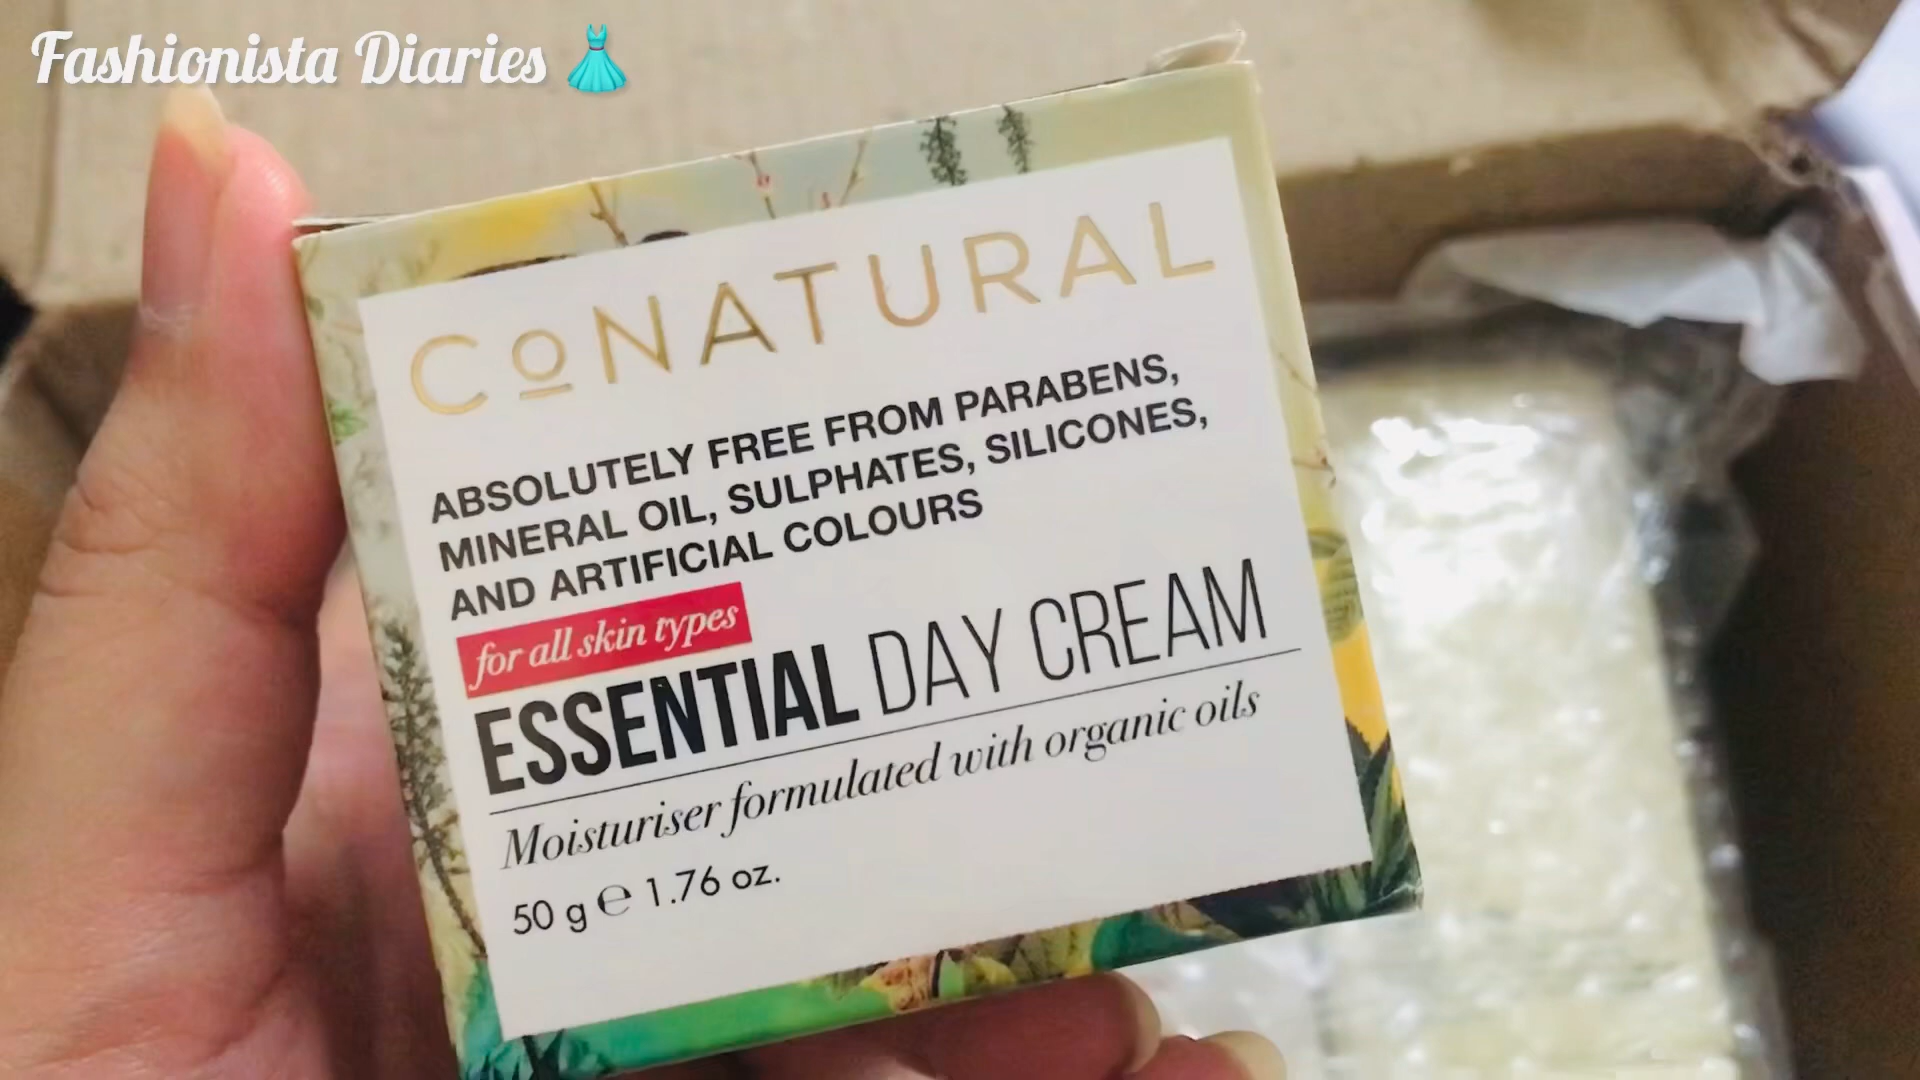 Fashionista Diaries
CoNATURAL
ABSOLUTELY FREE FROM PARABENS,
MINERAL OIL, SULPHATES, SILICONES,
AND ARTIFICIAL COLOURS
for all skin types
ESSENTIAL DAY CREAM
Moisturiser formulated with organic oils
50 g ℮ 1.76 oz.